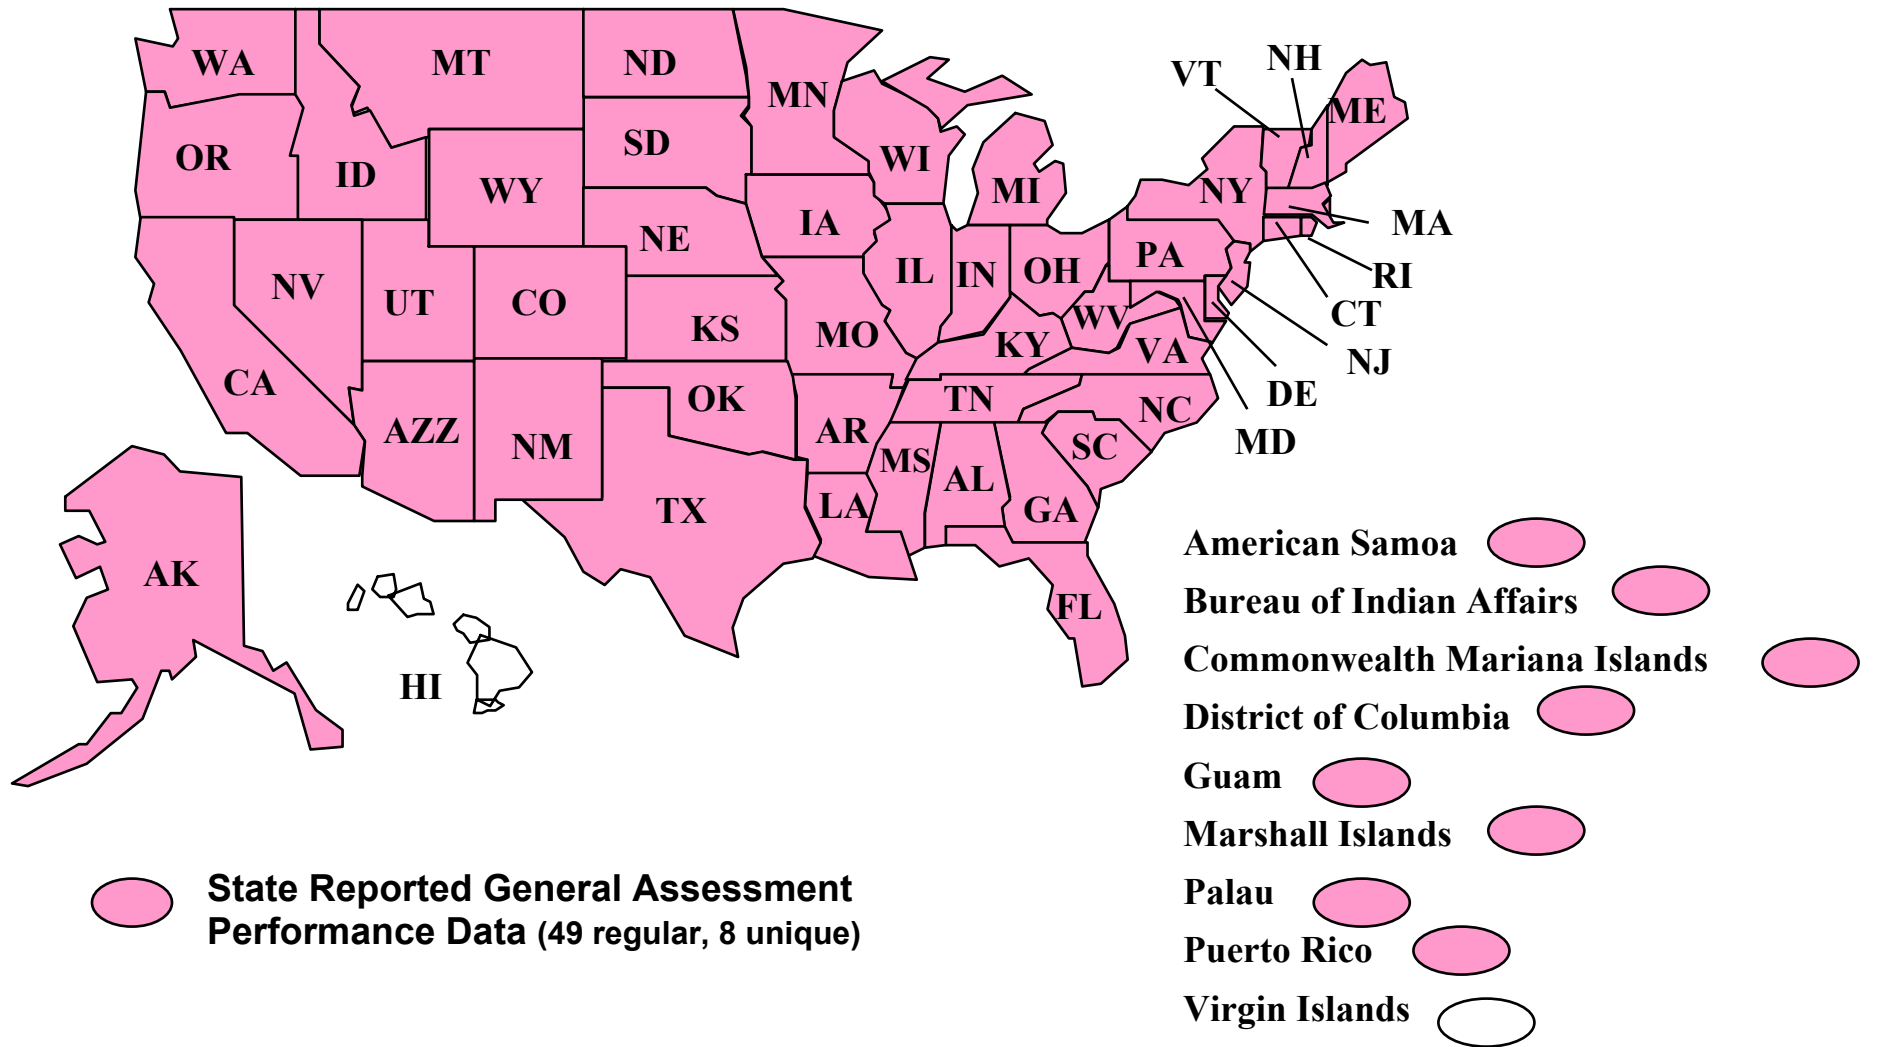 WA
MT
ND
MN
VT
NH
ME
OR
ID
WY
SD
WI
MI
NY
MA
NV
UT
CO
NE
IA
IL
IN
OH
PA
RI
CT
NJ
CA
KS
MO
KY
WV
VA
DE
MD
AZZ
NM
OK
AR
TN
NC
SC
MS
AL
GA
TX
LA
FL
AK
HI
American Samoa
Bureau of Indian Affairs
Commonwealth Mariana Islands
District of Columbia
Guam
Marshall Islands
Palau
Puerto Rico
Virgin Islands
State Reported General Assessment
Performance Data (49 regular, 8 unique)